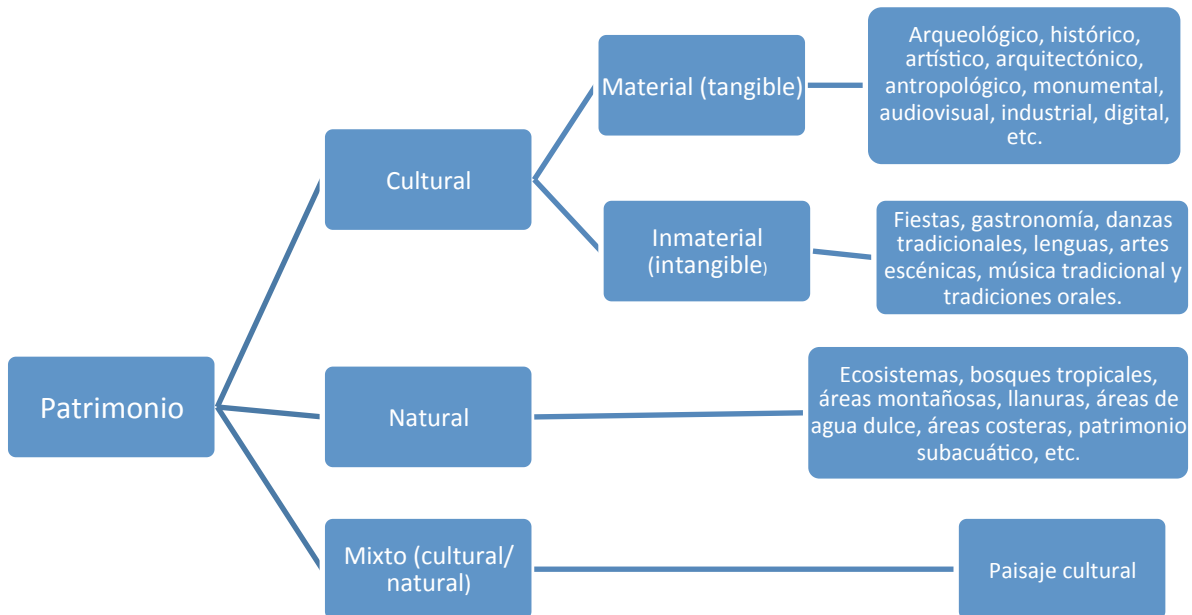 Patrimonio
Cultural
Material (tangible)
Arqueológico, histórico,
artístico, arquitectónico,
antropológico, monumental,
audiovisual, industrial, digital,
etc.
Inmaterial
(intangible)
Fiestas, gastronomía, danzas
tradicionales, lenguas, artes
escénicas, música tradicional y
tradiciones orales.
Natural
Ecosistemas, bosques tropicales,
áreas montañosas, llanuras, áreas de
agua dulce, áreas costeras, patrimonio
subacuático, etc.
Mixto (cultural/
natural)
Paisaje cultural